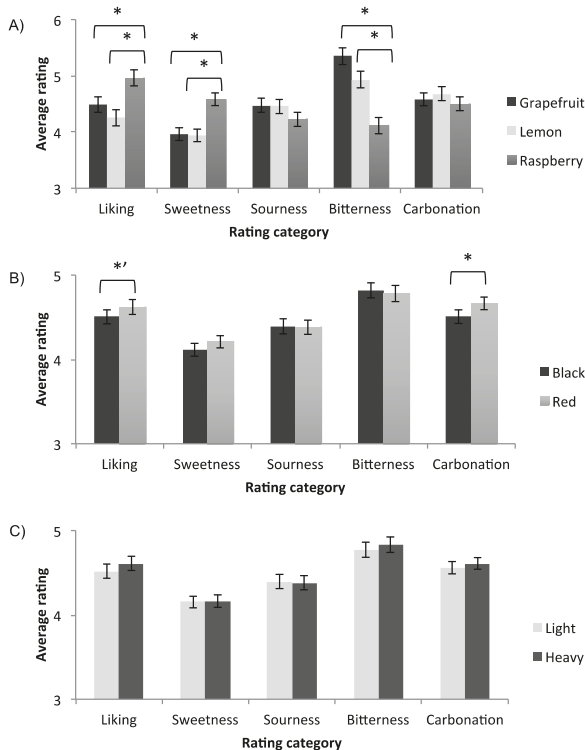 A)
6
5
4
3
Average rating
* * * * * *
Liking Sweetness Sourness Bitterness Carbonation
Rating category
Grapefruit
Lemon
Raspberry
B)
5
4
3
Average rating
*’ *
Liking Sweetness Sourness Bitterness Carbonation
Rating category
Black
Red
C)
5
4
3
Average rating
Liking Sweetness Sourness Bitterness Carbonation
Rating category
Light
Heavy